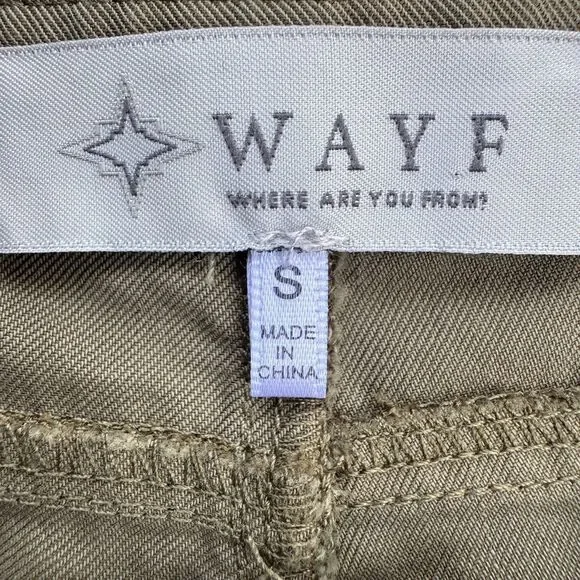 WAYF
WHERE ARE YOU FROM?
S
MADE
IN
CHINA